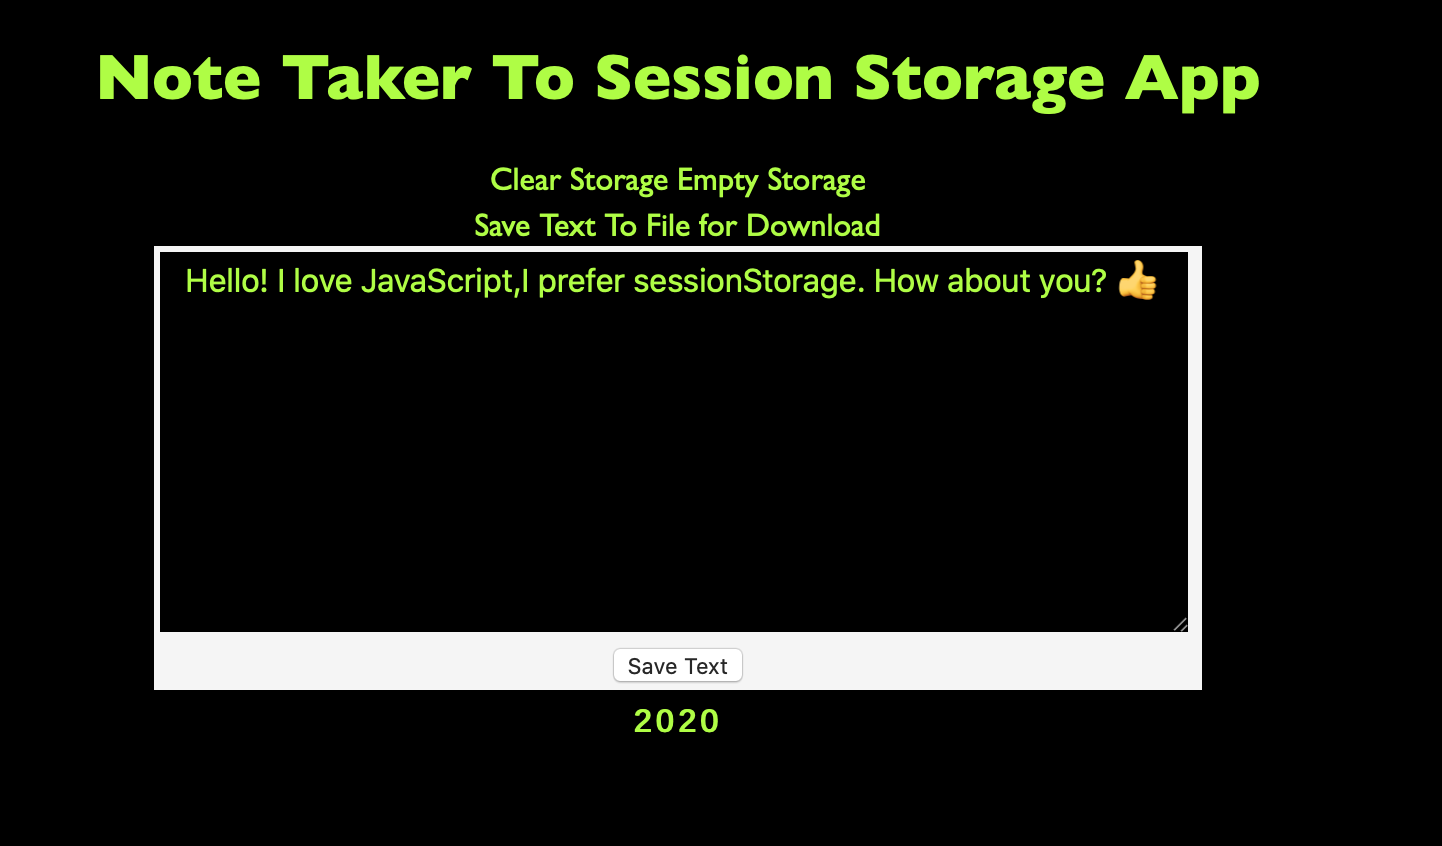 Note Taker To Session Storage App
Clear Storage Empty Storage
Save Text To File for Download
Hello! I love JavaScript,I prefer sessionStorage. How about you? 👍
Save Text
2020